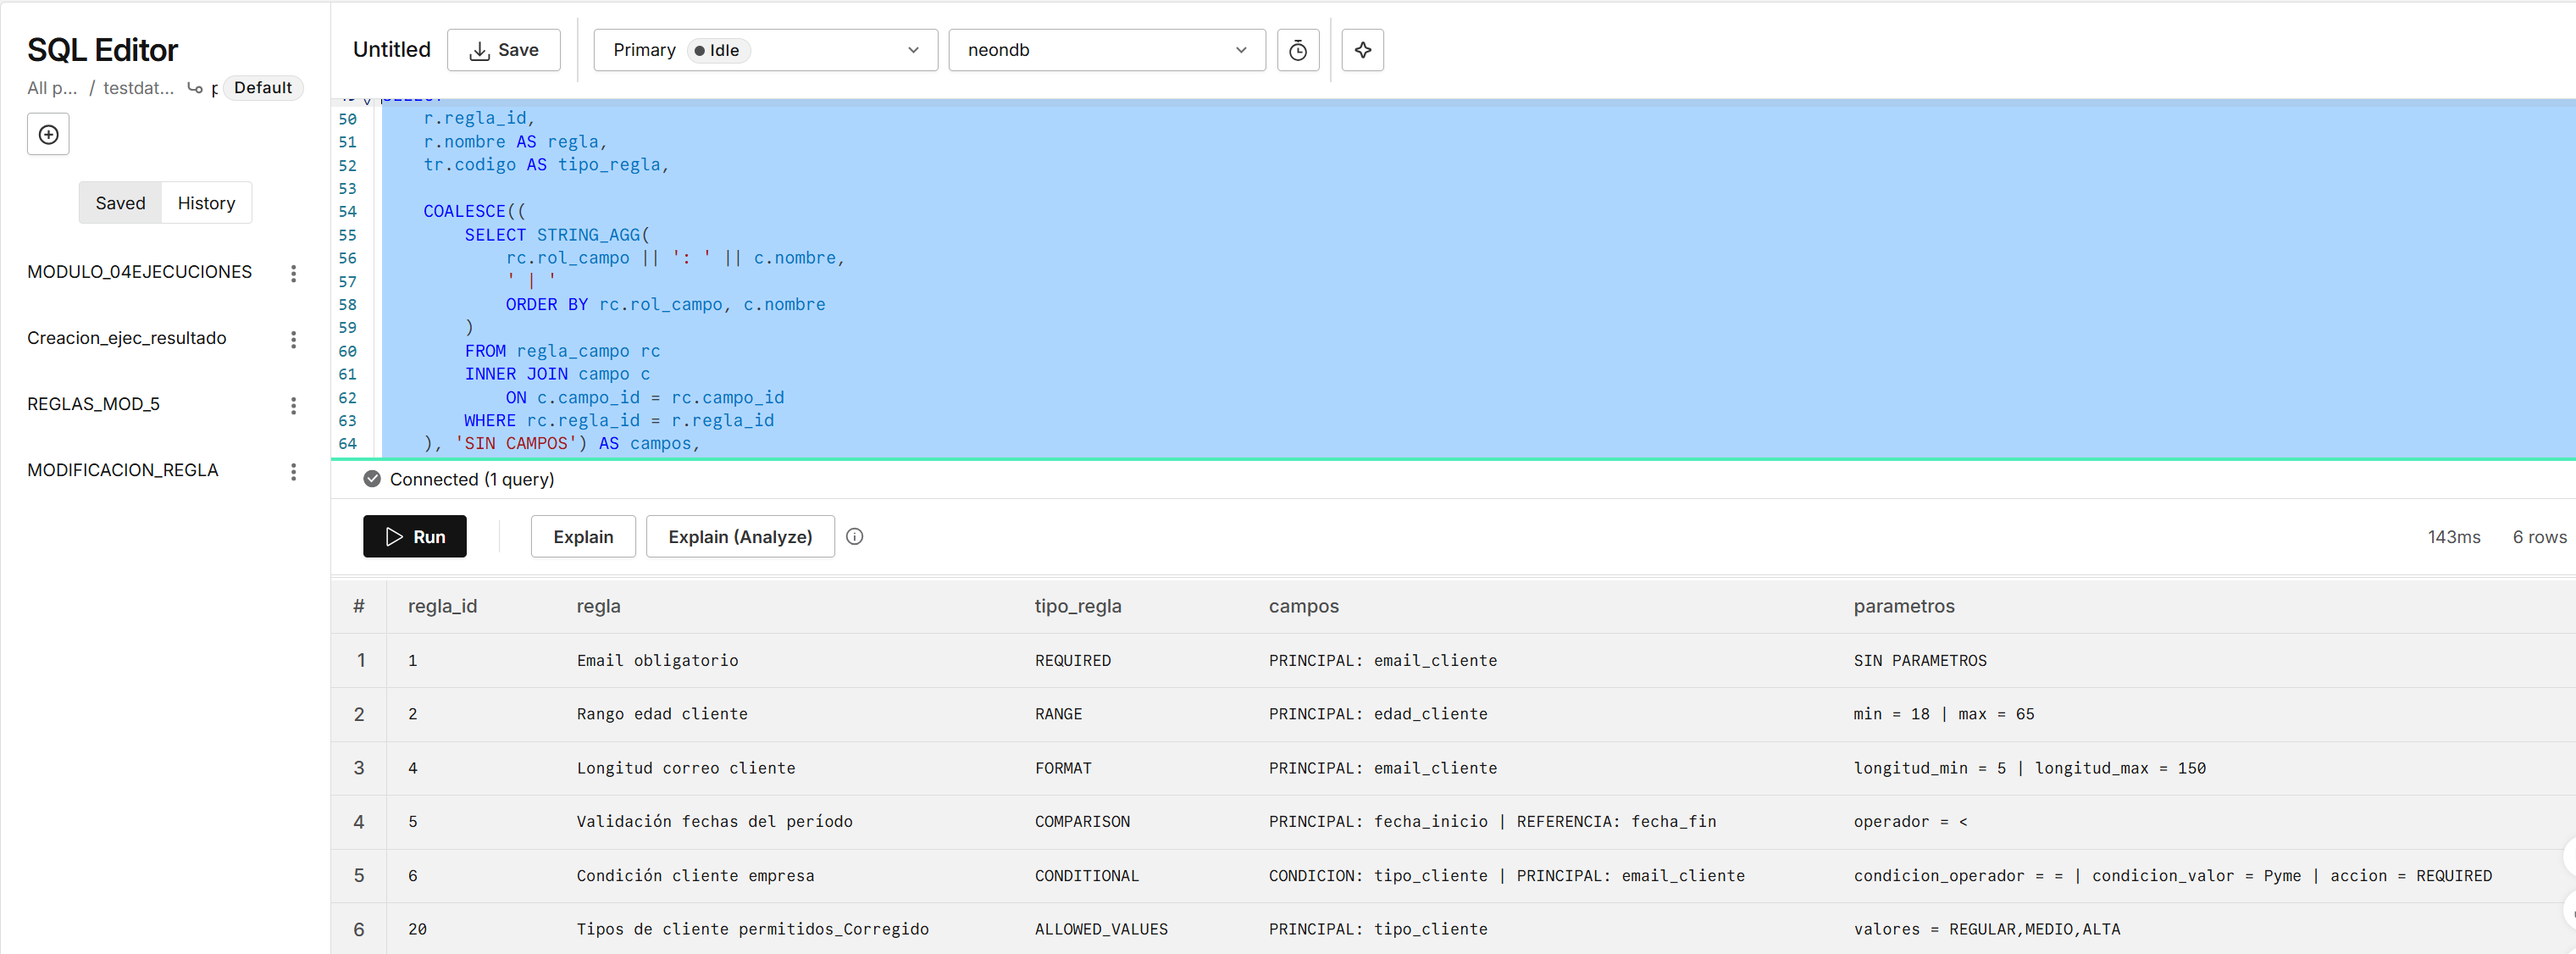 SQL Editor
All p... / testdat... Default
Saved History
MODULO_04EJECUCIONES
Creacion_ejec_resultado
REGLAS_MOD_5
MODIFICACION_REGLA
Untitled Save Primary Idle neondb
50 r.regla_id,
51 r.nombre AS regla,
52 tr.codigo AS tipo_regla,
53
54 COALESCE((
55 SELECT STRING_AGG(
56 rc.rol_campo || ': ' || c.nombre,
57 ' | '
58 ORDER BY rc.rol_campo, c.nombre
59 )
60 FROM regla_campo rc
61 INNER JOIN campo c
62 ON c.campo_id = rc.campo_id
63 WHERE rc.regla_id = r.regla_id
64 ), 'SIN CAMPOS') AS campos,
Connected (1 query)
Run Explain Explain (Analyze) 143ms 6 rows
# regla_id regla tipo_regla campos parametros
1 1 Email obligatorio REQUIRED PRINCIPAL: email_cliente SIN PARAMETROS
2 2 Rango edad cliente RANGE PRINCIPAL: edad_cliente min = 18 | max = 65
3 4 Longitud correo cliente FORMAT PRINCIPAL: email_cliente longitud_min = 5 | longitud_max = 150
4 5 Validación fechas del período COMPARISON PRINCIPAL: fecha_inicio | REFERENCIA: fecha_fin operador = <
5 6 Condición cliente empresa CONDITIONAL CONDICION: tipo_cliente | PRINCIPAL: email_cliente condicion_operador = = | condicion_valor = Pyme | accion = REQUIRED
6 20 Tipos de cliente permitidos_Corregido ALLOWED_VALUES PRINCIPAL: tipo_cliente valores = REGULAR,MEDIO,ALTA